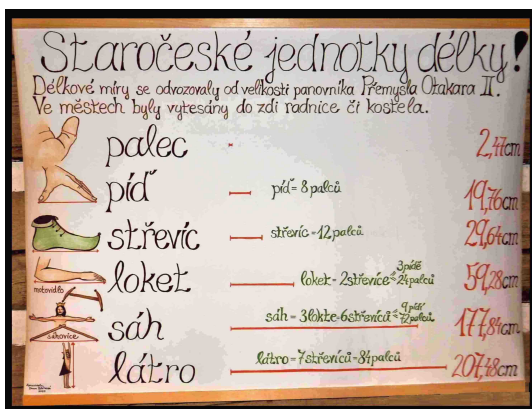 Staročeské jednotky délky!
Délkové míry se odvozovaly od velikosti panovníka Přemysla Otakara II.
Ve městech byly vytesány do zdi radnice či kostela.
palec 2,47cm
píď píď = 8 palců 19,76cm
střevíc střevíc = 12 palců 29,64cm
loket loket = 2 střevíce = 3 pídě 24 palců 59,28cm
motovidlo
sáh sáh = 3 lokte = 6 střevíců = 9 pídí 72 palců 177,84cm
sáhovice
látro látro = 7 střevíců = 84 palců 207,48cm